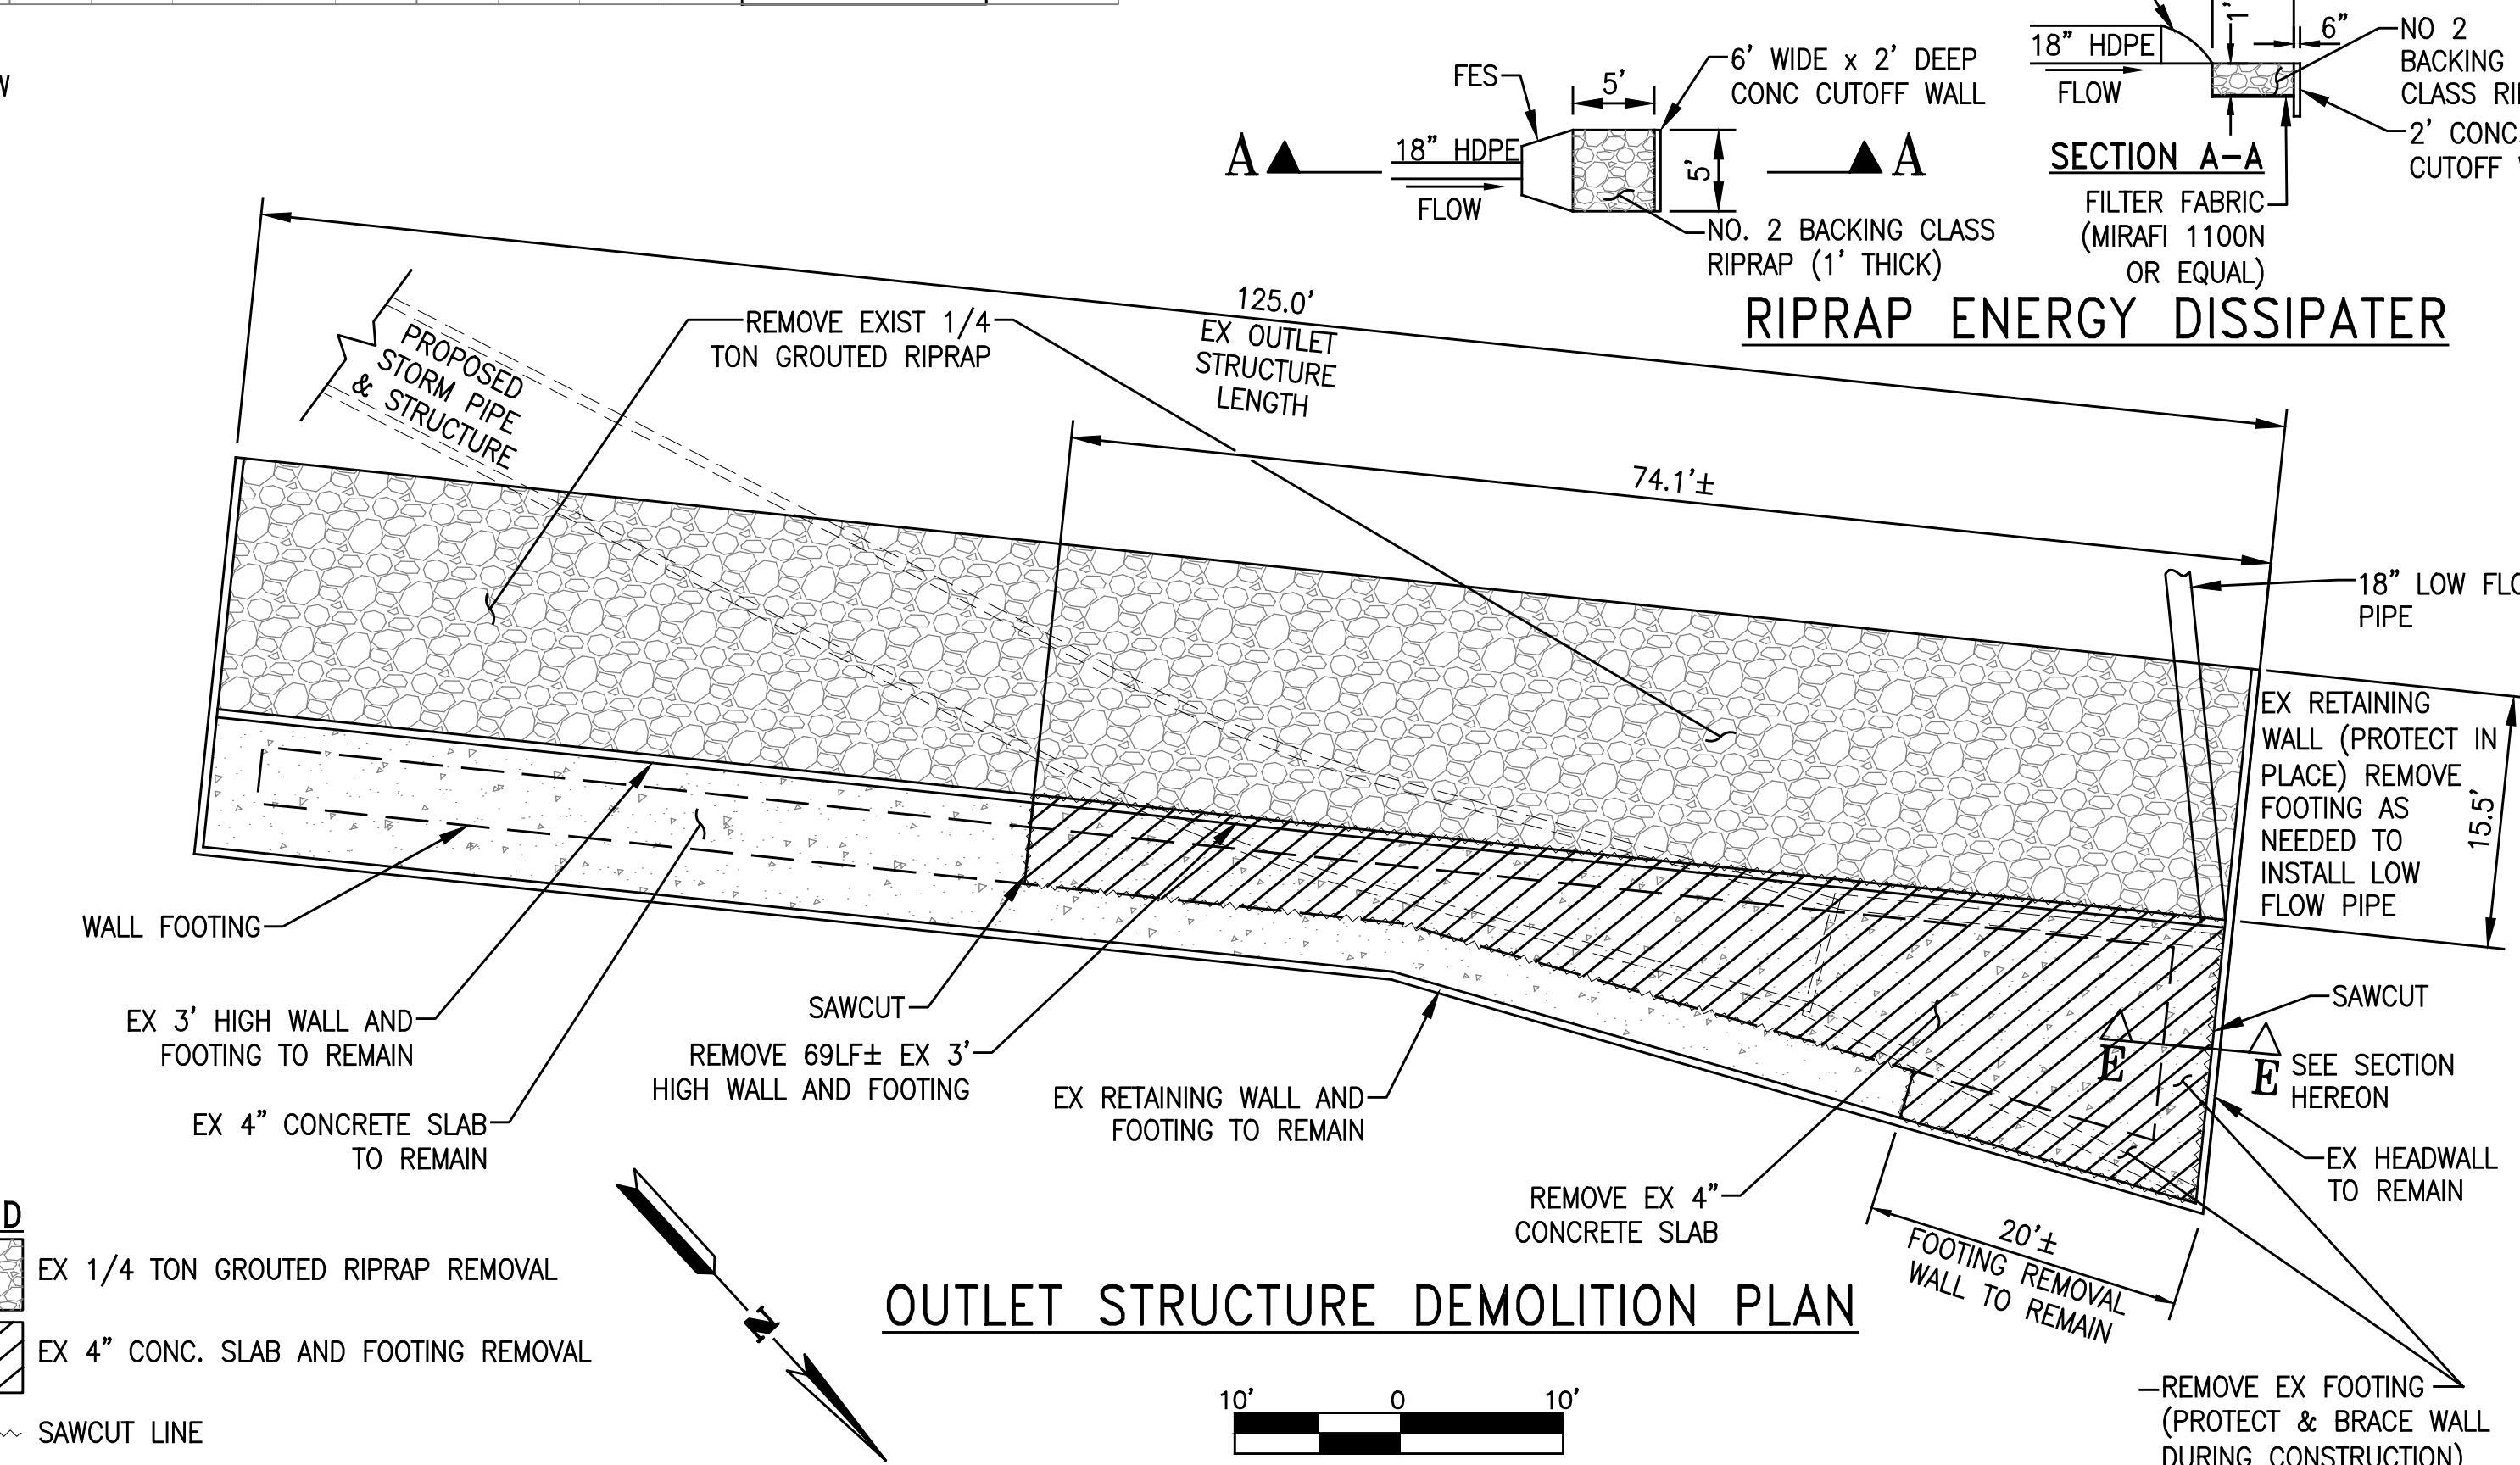 FES
5'
6' WIDE x 2' DEEP
CONC CUTOFF WALL
A
18" HDPE
FLOW
5'
A
NO. 2 BACKING CLASS
RIPRAP (1' THICK)
RIPRAP ENERGY DISSIPATER
18" HDPE
FLOW
1'
6"
NO 2
BACKING
CLASS
2' CONC
CUTOFF
SECTION A-A
FILTER FABRIC
(MIRAFI 1100N
OR EQUAL)
125.0'
EX OUTLET
STRUCTURE
LENGTH
PROPOSED
STORM PIPE
& STRUCTURE
REMOVE EXIST 1/4
TON GROUTED RIPRAP
74.1'±
18" LOW
PIPE
EX RETAINING
WALL (PROTECT IN
PLACE) REMOVE
FOOTING AS
NEEDED TO
INSTALL LOW
FLOW PIPE
15.5'
WALL FOOTING
EX 3' HIGH WALL AND
FOOTING TO REMAIN
EX 4" CONCRETE SLAB
TO REMAIN
SAWCUT
REMOVE 69LF± EX 3'
HIGH WALL AND FOOTING
EX RETAINING WALL AND
FOOTING TO REMAIN
REMOVE EX 4"
CONCRETE SLAB
SAWCUT
E
E
SEE SECTION
HEREON
EX HEADWALL
TO REMAIN
20'±
FOOTING REMOVAL
WALL TO REMAIN
REMOVE EX FOOTING
(PROTECT & BRACE WALL
DURING CONSTRUCTION)
OUTLET STRUCTURE DEMOLITION PLAN
N
10' 0 10'
D
EX 1/4 TON GROUTED RIPRAP REMOVAL
EX 4" CONC. SLAB AND FOOTING REMOVAL
SAWCUT LINE